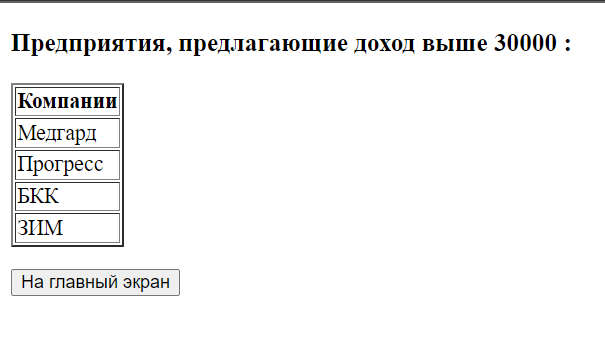 Предприятия, предлагающие доход выше 30000 :
Компании
Медгард
Прогресс
БКК
ЗИМ
На главный экран